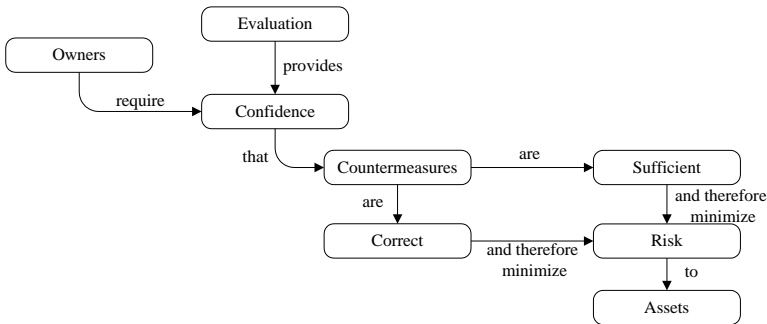 Evaluation
Owners
provides
require
Confidence
that
Countermeasures
are
Sufficient
are
and therefore
minimize
Correct
and therefore
minimize
Risk
to
Assets